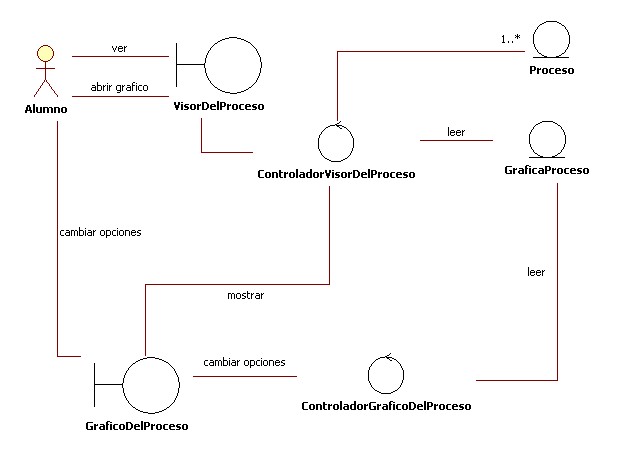 ver
1..*
Proceso
abrir grafico
Alumno
VisorDelProceso
leer
ControladorVisorDelProceso
GraficaProceso
cambiar opciones
leer
mostrar
cambiar opciones
GraficoDelProceso
ControladorGraficoDelProceso